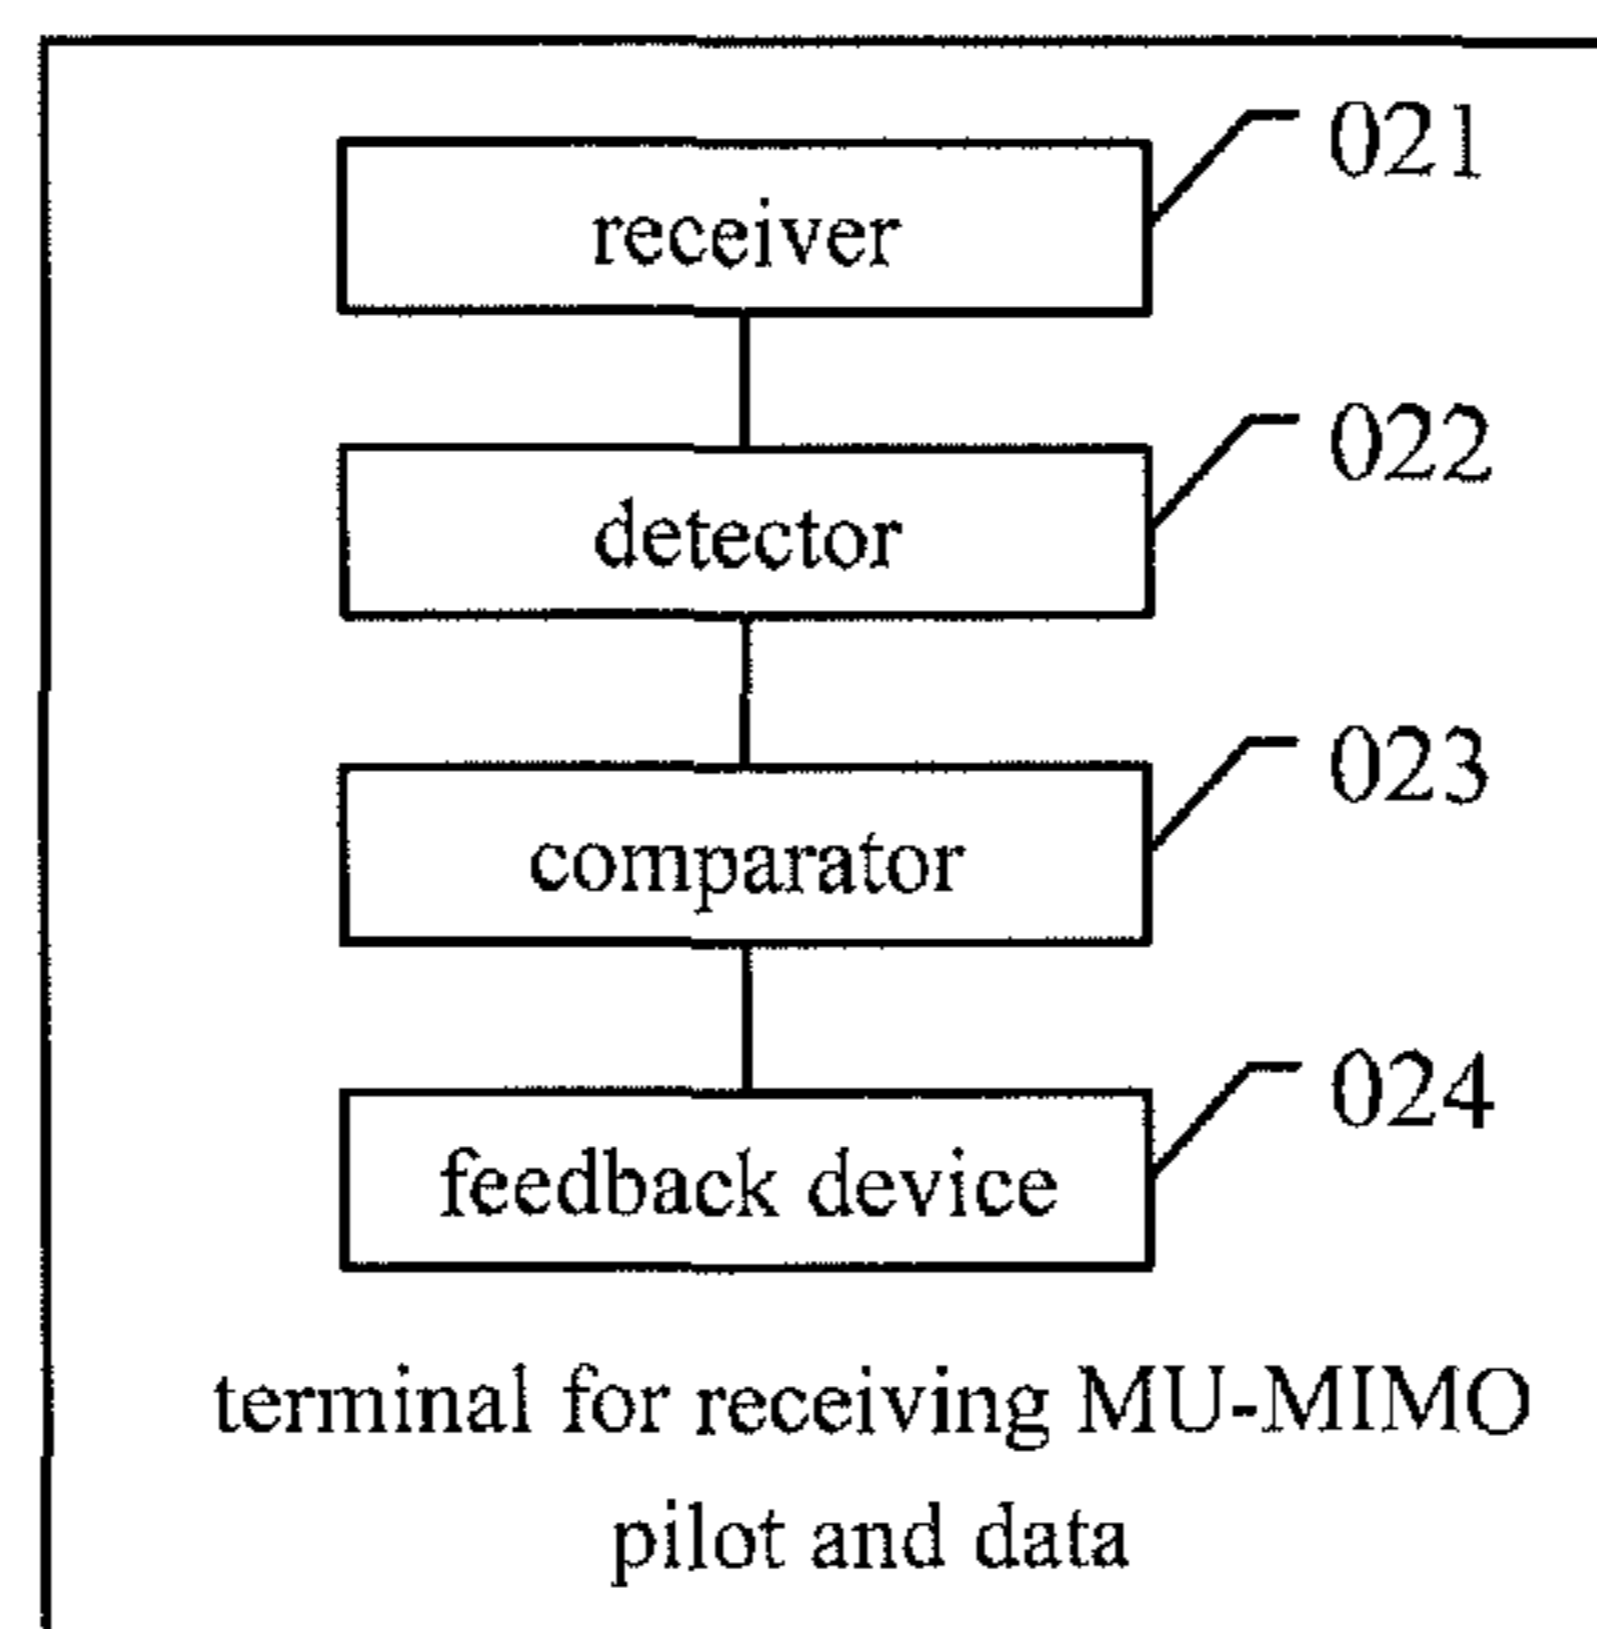 021
receiver
022
detector
023
comparator
024
feedback device
terminal for receiving MU-MIMO
pilot and data